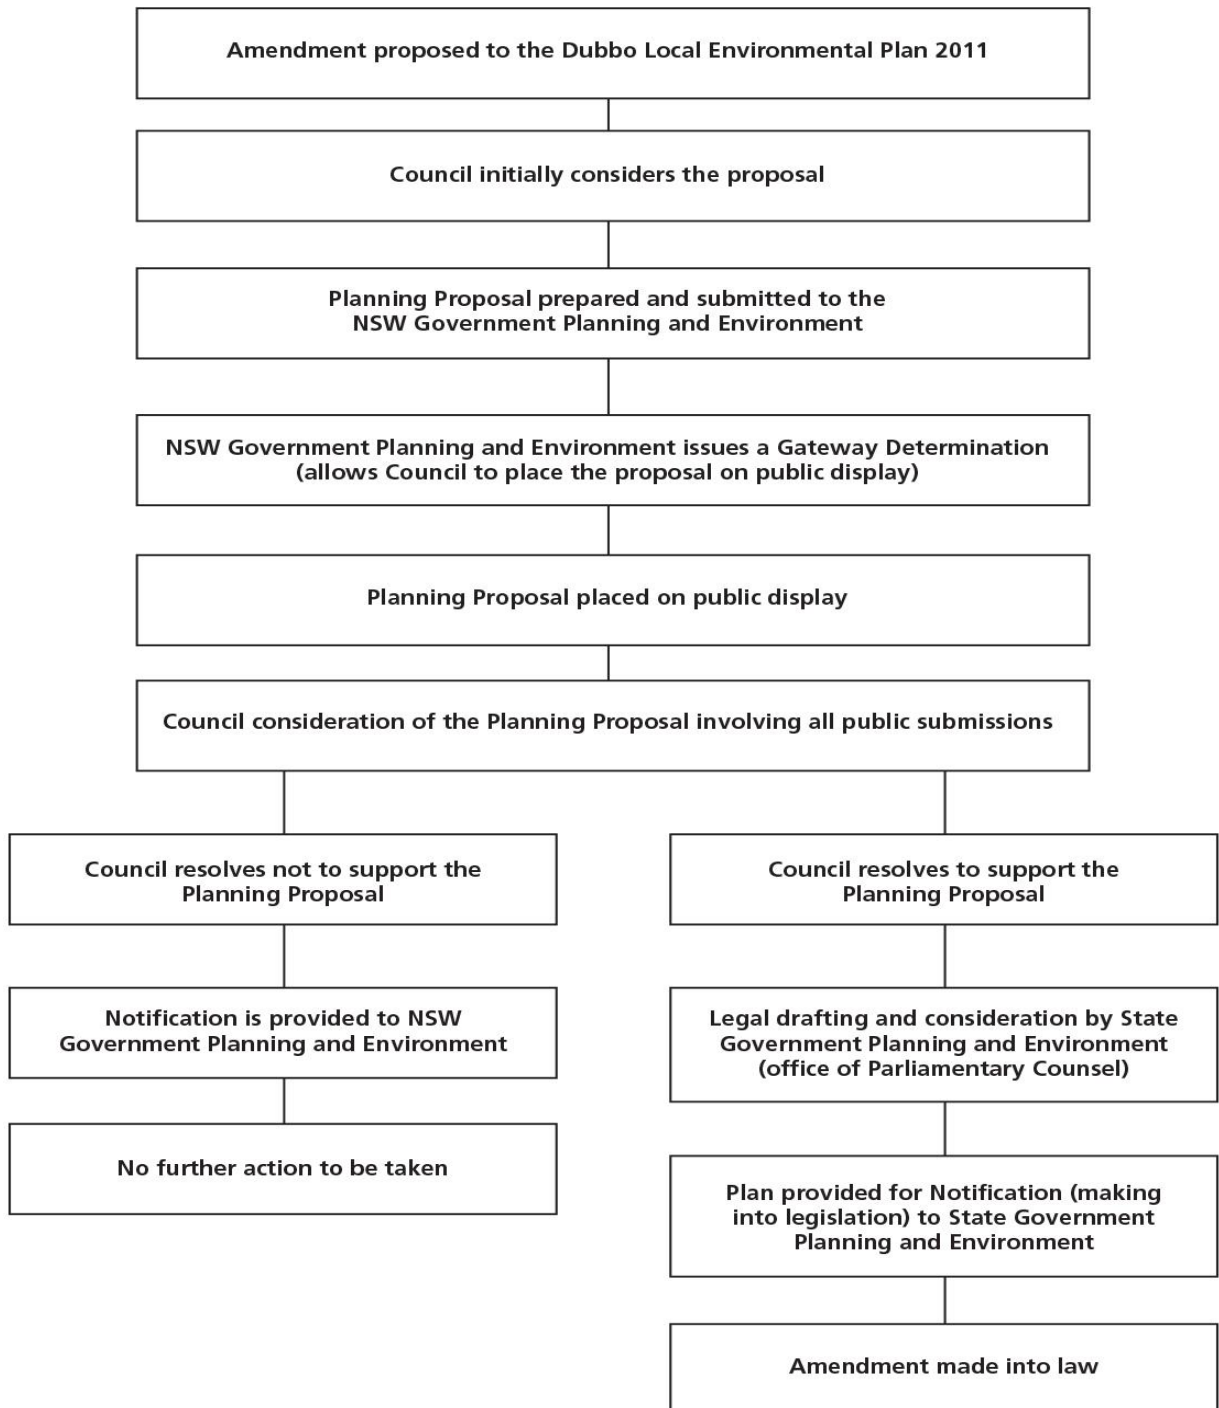 Amendment proposed to the Dubbo Local Environmental Plan 2011
Council initially considers the proposal
Planning Proposal prepared and submitted to the
NSW Government Planning and Environment
NSW Government Planning and Environment issues a Gateway Determination
(allows Council to place the proposal on public display)
Planning Proposal placed on public display
Council consideration of the Planning Proposal involving all public submissions
Council resolves not to support the
Planning Proposal
Notification is provided to NSW
Government Planning and Environment
No further action to be taken
Council resolves to support the
Planning Proposal
Legal drafting and consideration by State
Government Planning and Environment
(office of Parliamentary Counsel)
Plan provided for Notification (making
into legislation) to State Government
Planning and Environment
Amendment made into law